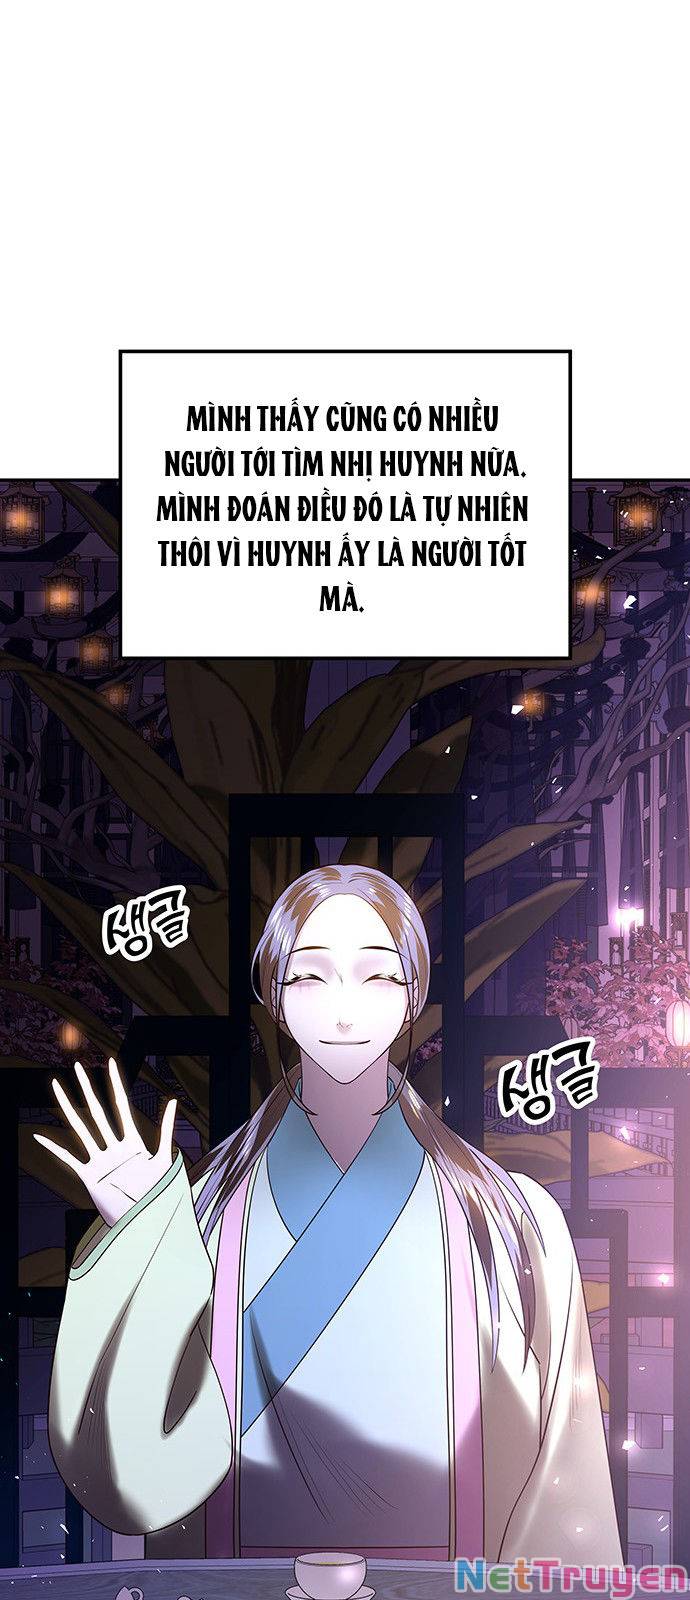 MÌNH THẤY CŨNG CÓ NHIỀU
NGƯỜI TỚI TÌM NHỊ HUYNH NỮA.
MÌNH ĐOÁN ĐIỀU ĐÓ LÀ TỰ NHIÊN
THÔI VÌ HUYNH ẤY LÀ NGƯỜI TỐT
MÀ.
생글
생글
NetTruyen